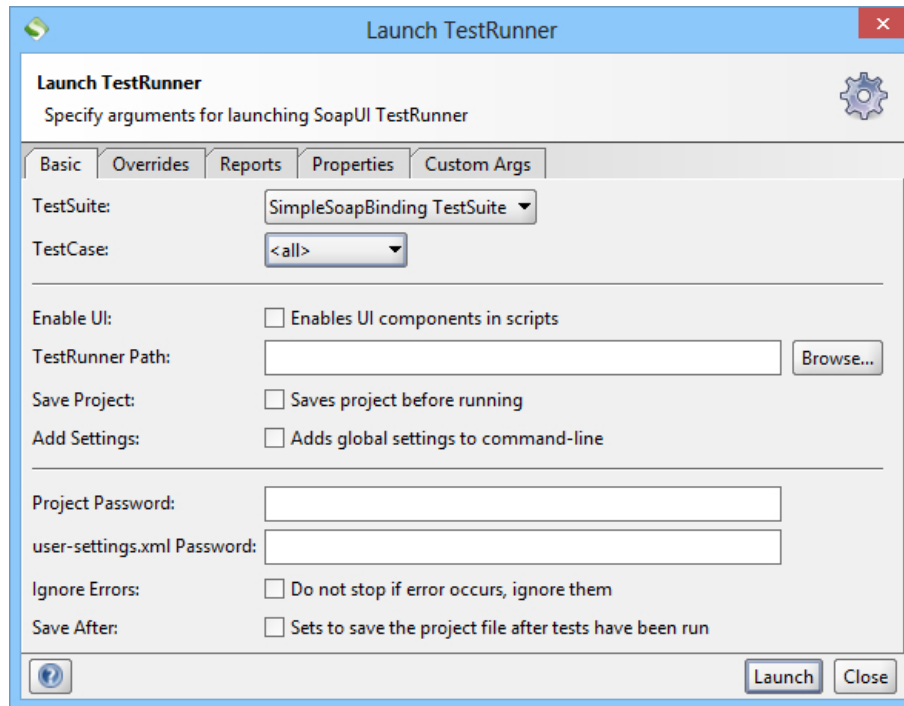 Launch TestRunner
Launch TestRunner
Specify arguments for launching SoapUI TestRunner
Basic Overrides Reports Properties Custom Args
TestSuite: SimpleSoapBinding TestSuite
TestCase: <all>
Enable UI: Enables UI components in scripts
TestRunner Path: Browse...
Save Project: Saves project before running
Add Settings: Adds global settings to command-line
Project Password:
user-settings.xml Password:
Ignore Errors: Do not stop if error occurs, ignore them
Save After: Sets to save the project file after tests have been run
? Launch Close